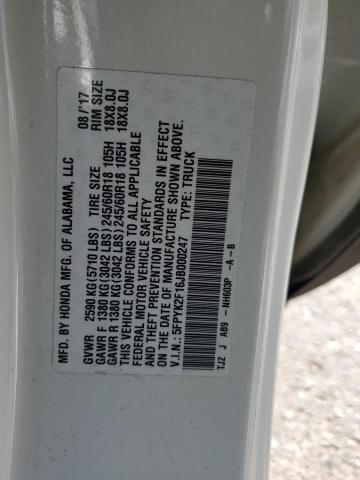 MFD. BY HONDA MFG. OF ALABAMA, LLC 08/'17
GVWR 2590 KG(5710 LBS) TIRE SIZE RIM SIZE
GAWR F 1380 KG(3042 LBS) 245/60R18 105H 18X8.0J
GAWR R 1380 KG(3042 LBS) 245/60R18 105H 18X8.0J
THIS VEHICLE CONFORMS TO ALL APPLICABLE
FEDERAL MOTOR VEHICLE SAFETY
AND THEFT PREVENTION STANDARDS IN EFFECT
ON THE DATE OF MANUFACTURE SHOWN ABOVE.
V.I.N.: 5FPYK2F16JB000247 TYPE: TRUCK
TJZ J AB9 -NH603P -A -B